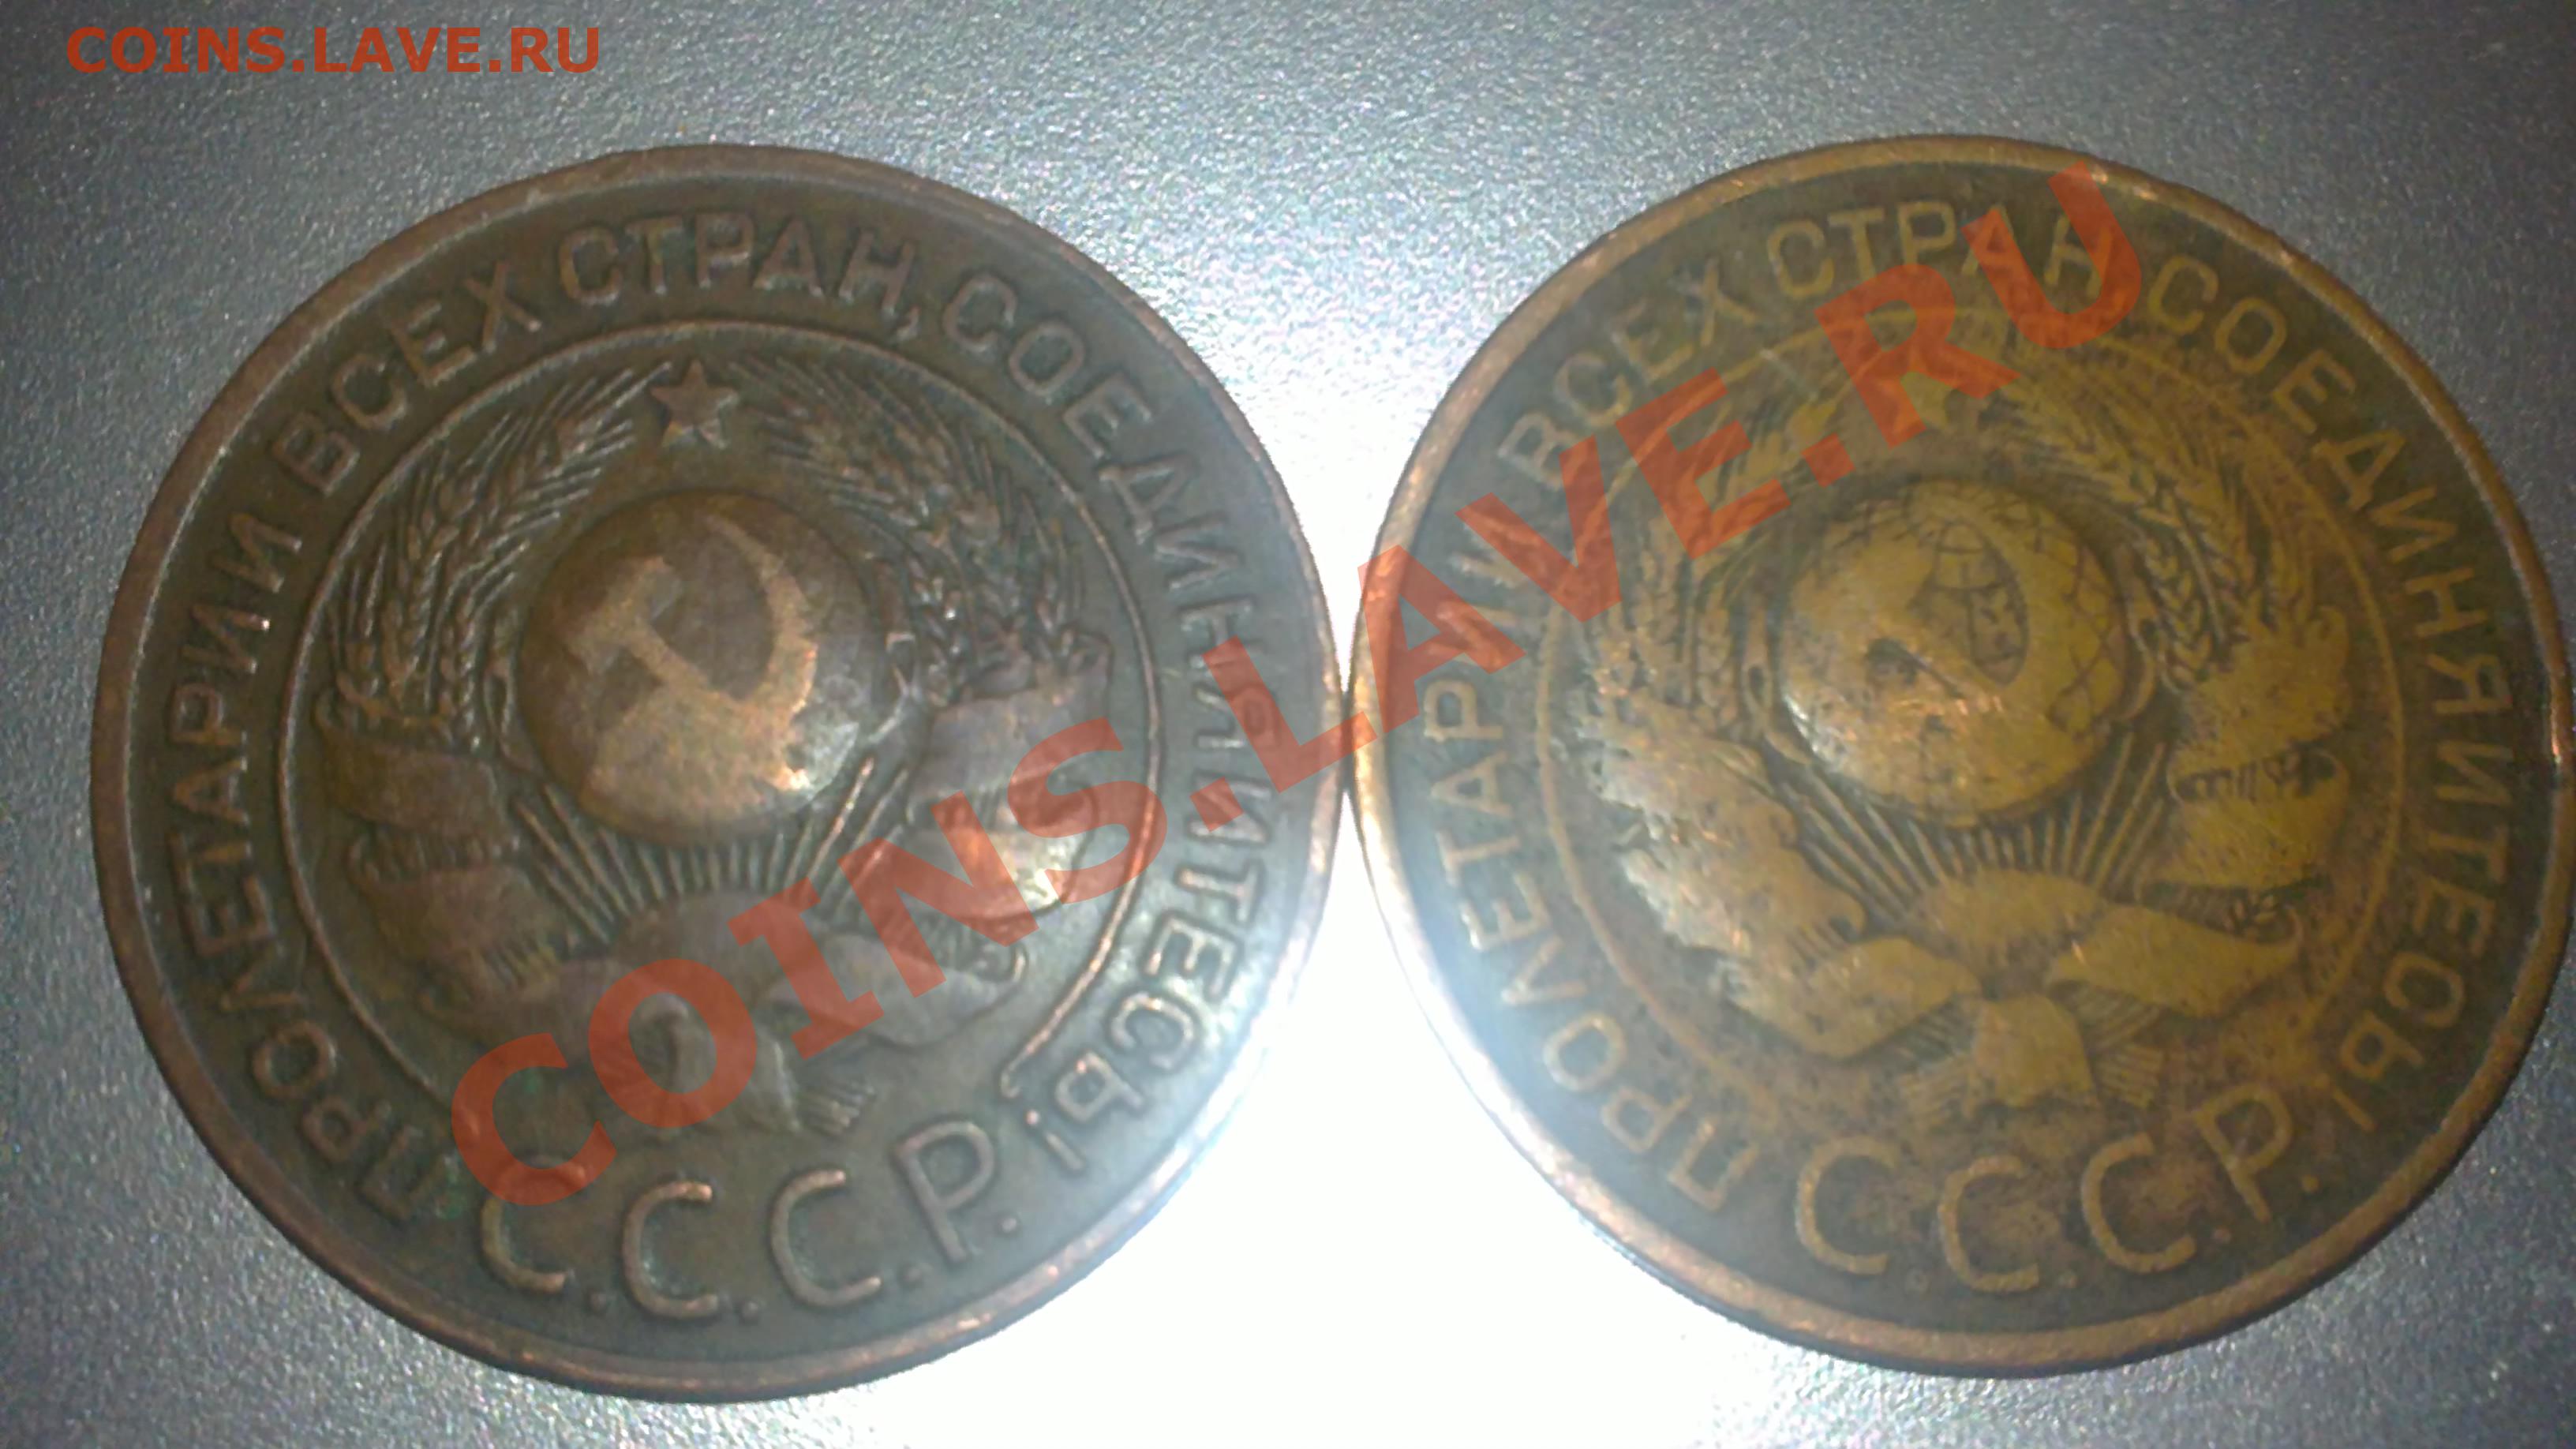 COINS.LAVE.RU
ПРОЛЕТАРИИ ВСЕХ СТРАН, СОЕДИНЯЙТЕСЬ!
С.С.С.Р.
ПРОЛЕТАРИИ ВСЕХ СТРАН, СОЕДИНЯЙТЕСЬ!
С.С.С.Р.
COINS.LAVE.RU